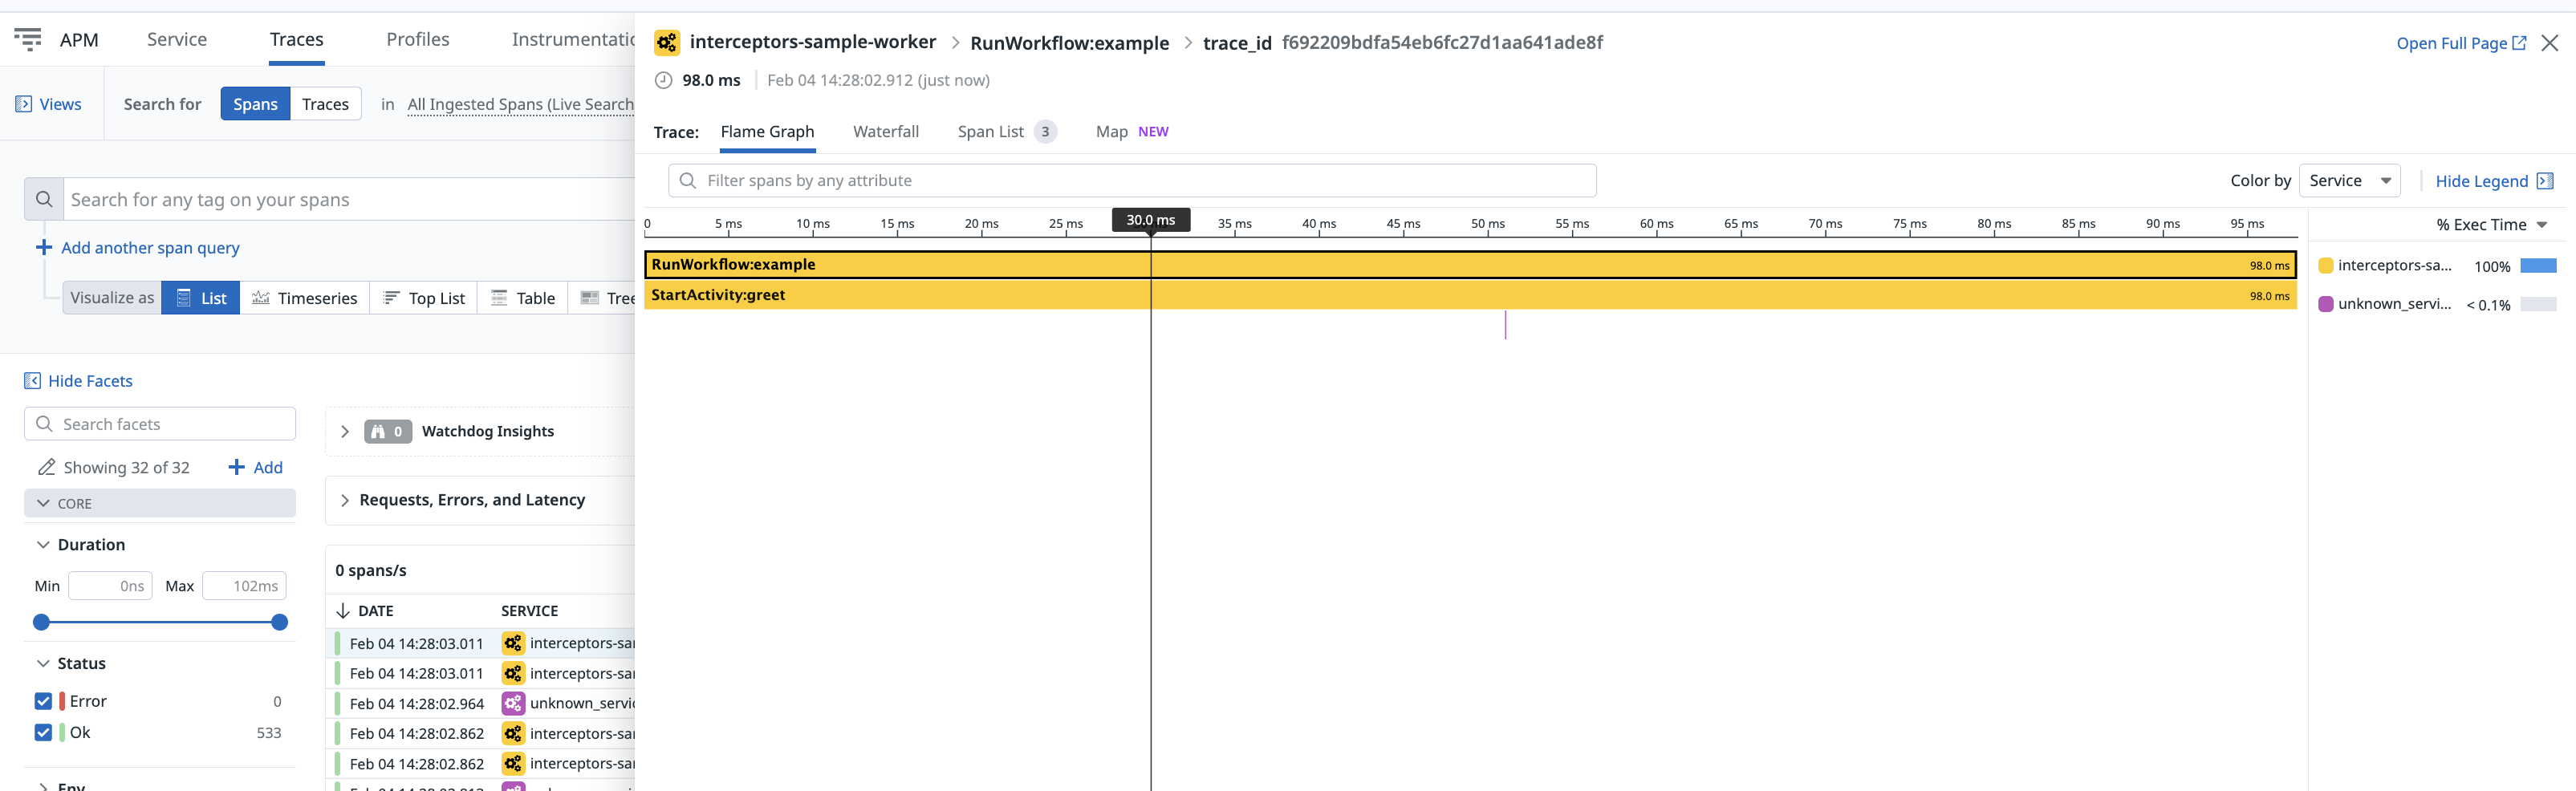 APM Service Traces Profiles Instrumentatic
Views Search for Spans Traces in All Ingested Spans (Live Search
Search for any tag on your spans
Add another span query
Visualize as List Timeseries Top List Table Tree
Hide Facets
Search facets
Showing 32 of 32 Add
CORE
Duration
Min 0ns Max 102ms
Status
Error 0
Ok 533
Env
0 Watchdog Insights
Requests, Errors, and Latency
0 spans/s
DATE SERVICE
Feb 04 14:28:03.011 interceptors-sa
Feb 04 14:28:03.011 interceptors-sa
Feb 04 14:28:02.964 unknown_servi
Feb 04 14:28:02.862 interceptors-sa
Feb 04 14:28:02.862 interceptors-sa
interceptors-sample-worker RunWorkflow:example trace_id f692209bdfa54eb6fc27d1aa641ade8f Open Full Page
98.0 ms Feb 04 14:28:02.912 (just now)
Trace: Flame Graph Waterfall Span List 3 Map NEW
Filter spans by any attribute Color by Service Hide Legend
0 5 ms 10 ms 15 ms 20 ms 25 ms 30.0 ms 35 ms 40 ms 45 ms 50 ms 55 ms 60 ms 65 ms 70 ms 75 ms 80 ms 85 ms 90 ms 95 ms
RunWorkflow:example 98.0 ms
StartActivity:greet 98.0 ms
% Exec Time
interceptors-sa... 100%
unknown_servi... < 0.1%